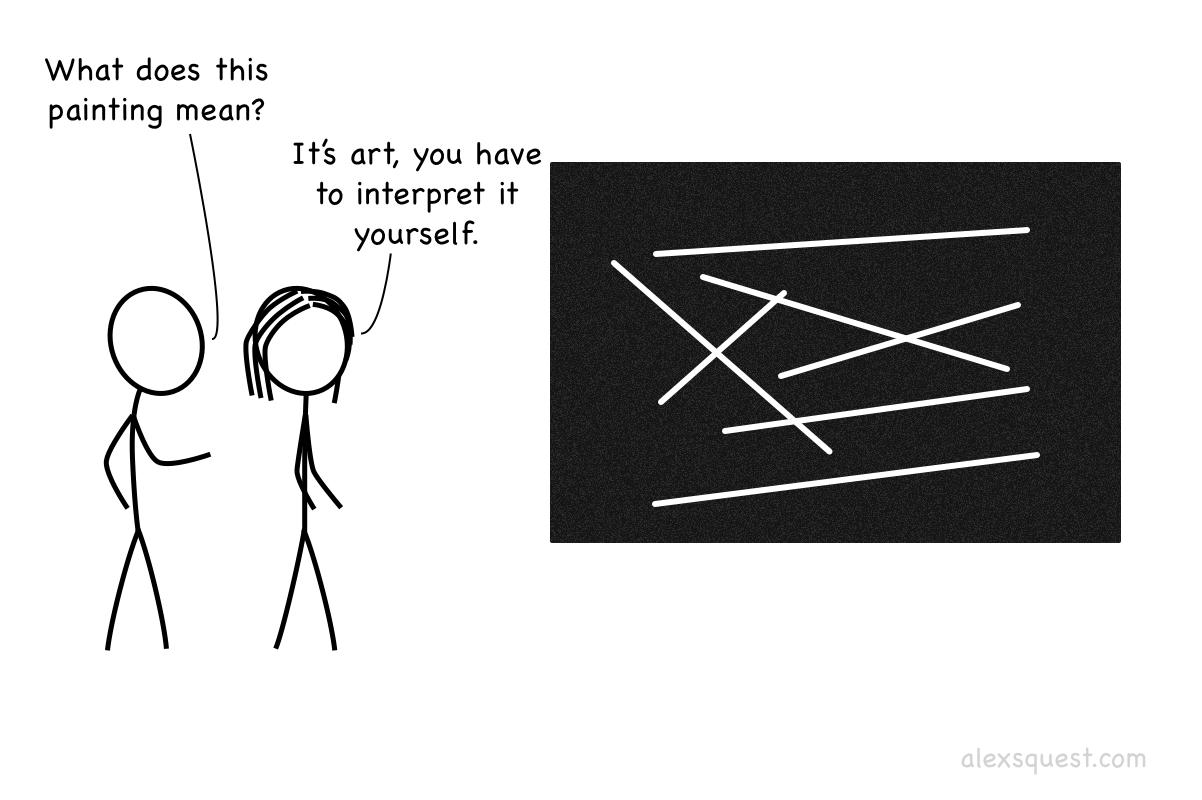 What does this
painting mean?
It's art, you have
to interpret it
yourself.
alexsquest.com